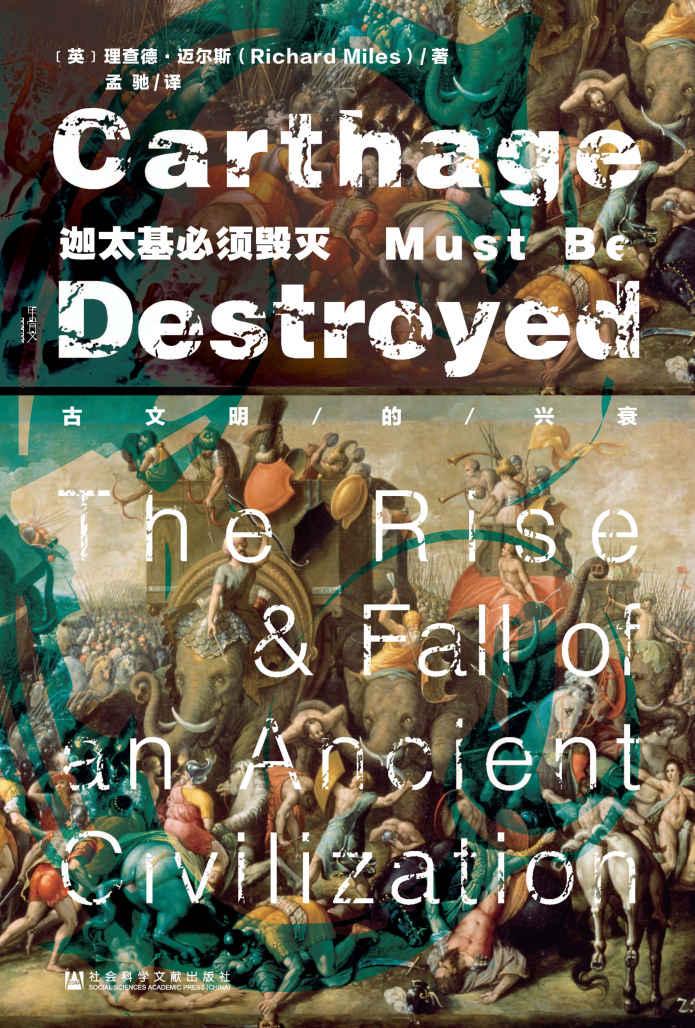 [英]理查德·迈尔斯(Richard Miles)/著
孟 驰/译
Carthage
迦太基必须毁灭 Must Be
Destroyed
古文明/的/兴衰
The Rise
& Fall of
an Ancient
Civilization
社会科学文献出版社
SOCIAL SCIENCES ACADEMIC PRESS (CHINA)